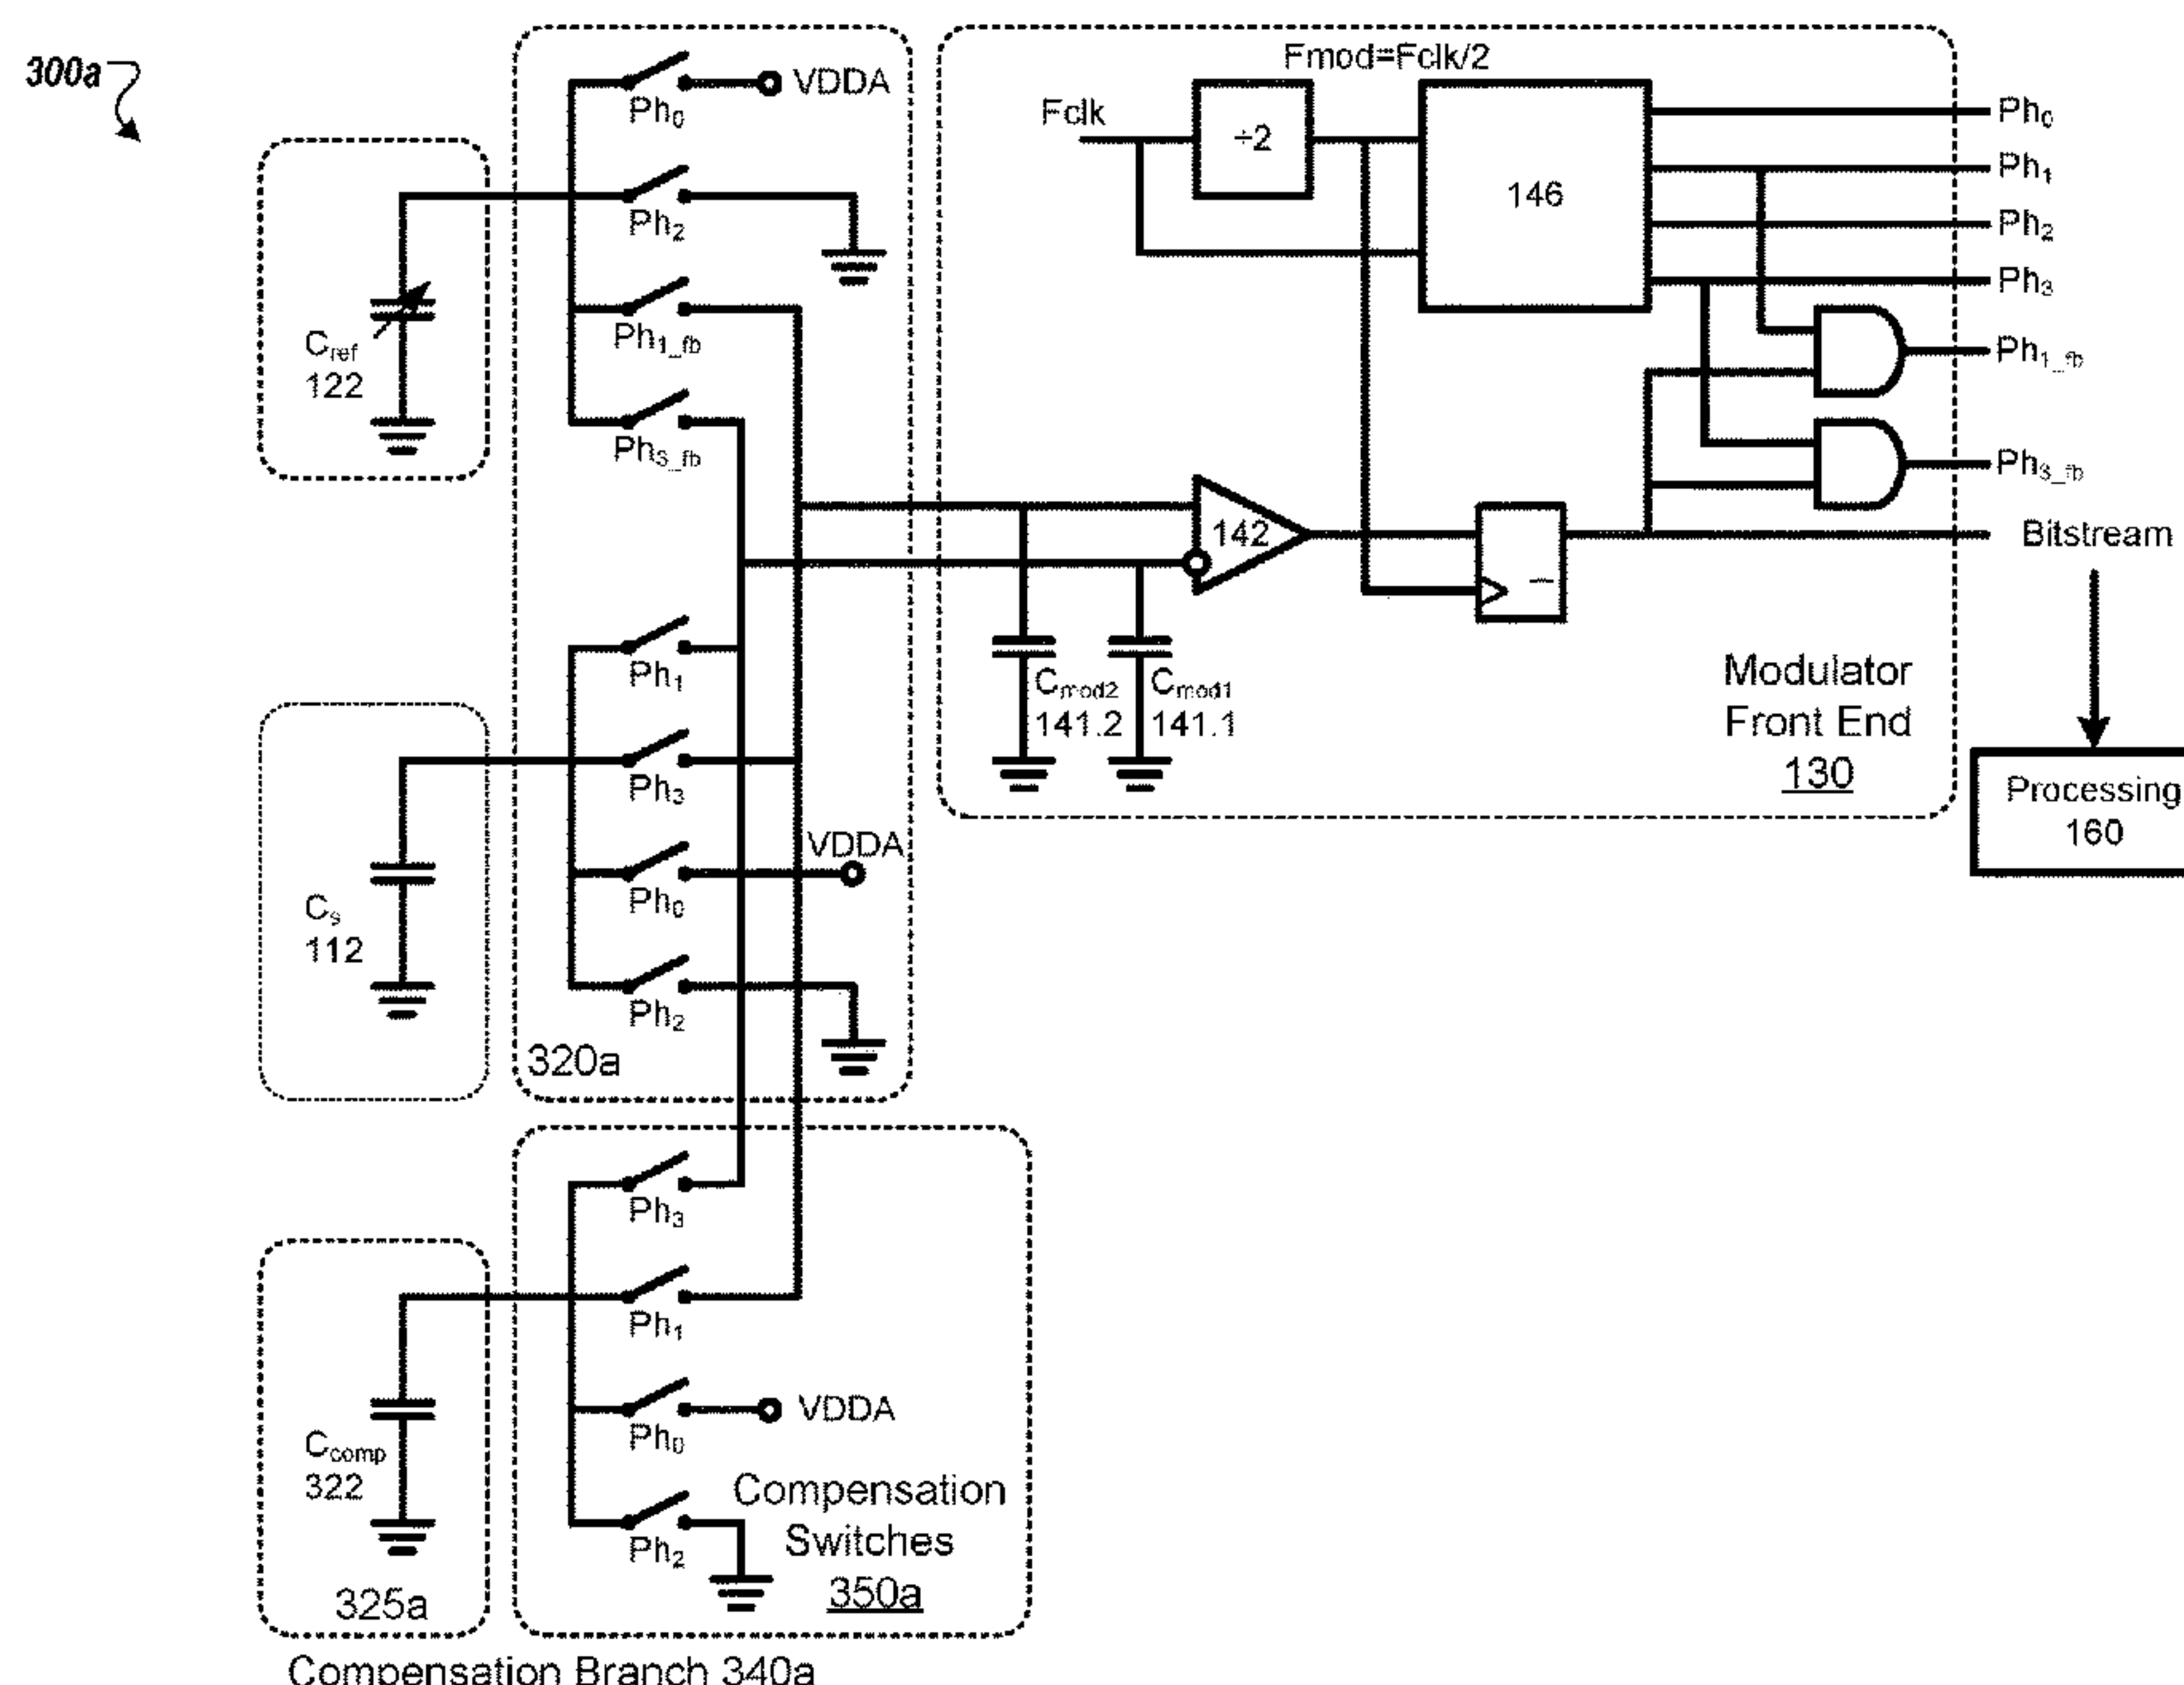 300a
Ph0
VDDA
Ph2
Ph1_fb
Ph3_fb
Cref
122
Ph1
Ph3
VDDA
Ph0
Ph2
Cs
112
320a
Ph3
Ph1
Ph0
VDDA
Ph2
Ccomp
322
325a
Compensation
Switches
350a
Compensation Branch 340a
Fmod=Fclk/2
Fclk
÷2
146
142
Cmod2
141.2
Cmod1
141.1
Modulator
Front End
130
Ph0
Ph1
Ph2
Ph3
Ph1_fb
Ph3_fb
Bitstream
Processing
160